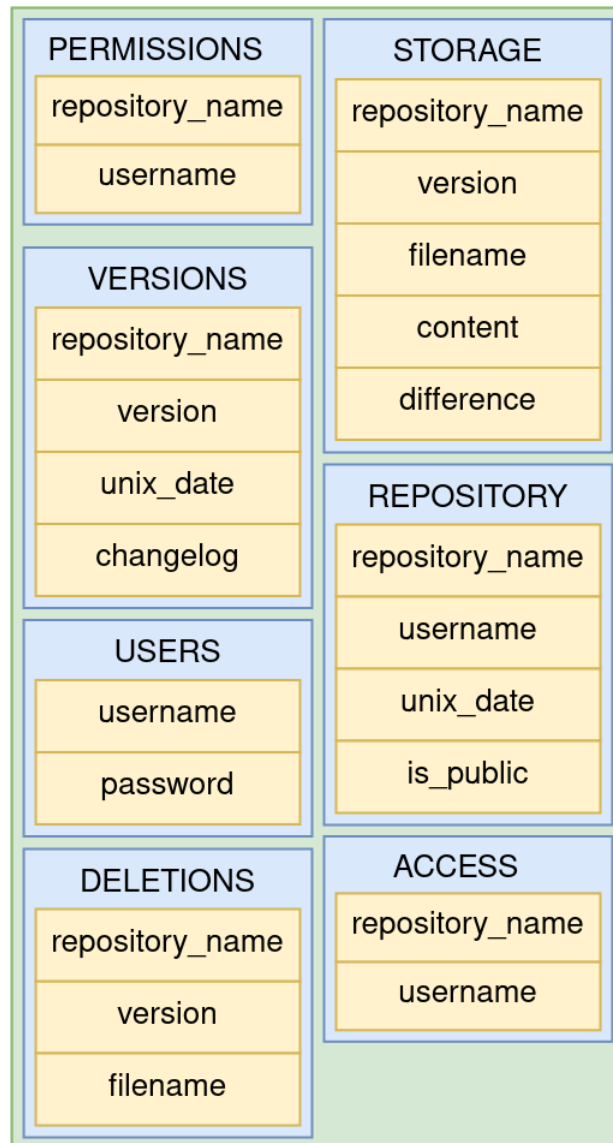 PERMISSIONS
repository_name
username
VERSIONS
repository_name
version
unix_date
changelog
USERS
username
password
DELETIONS
repository_name
version
filename
STORAGE
repository_name
version
filename
content
difference
REPOSITORY
repository_name
username
unix_date
is_public
ACCESS
repository_name
username